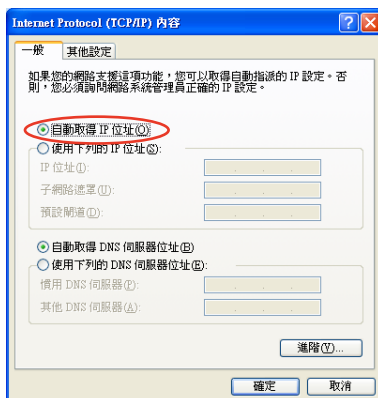 Internet Protocol (TCP/IP) 內容
一般
其他設定
如果您的網路支援這項功能，您可以取得自動指派的 IP 設定。否
則，您必須詢問網路系統管理員正確的 IP 設定。
自動取得 IP 位址(O)
使用下列的 IP 位址(S):
IP 位址(I):
子網路遮罩(U):
預設閘道(D):
自動取得 DNS 伺服器位址(B)
使用下列的 DNS 伺服器位址(E):
慣用 DNS 伺服器(P):
其他 DNS 伺服器(A):
進階(V)...
確定
取消